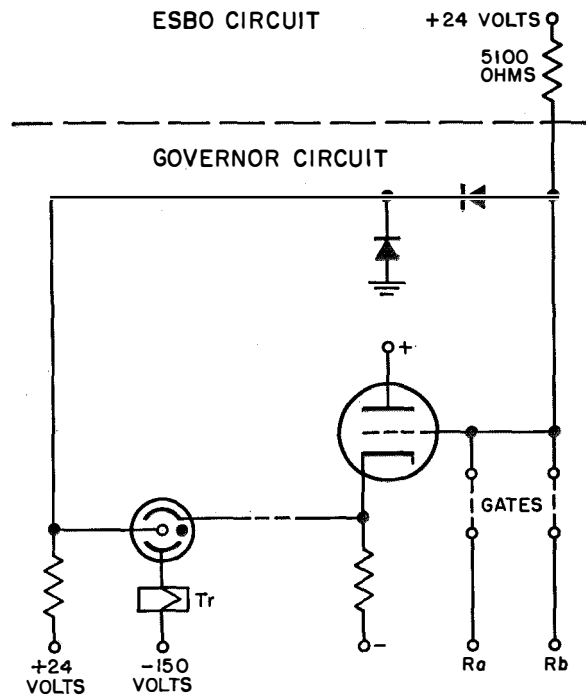 ESBO CIRCUIT
+24 VOLTS
5100
OHMS
GOVERNOR CIRCUIT
+
GATES
Tr
+24
VOLTS
-150
VOLTS
-
Ra
Rb